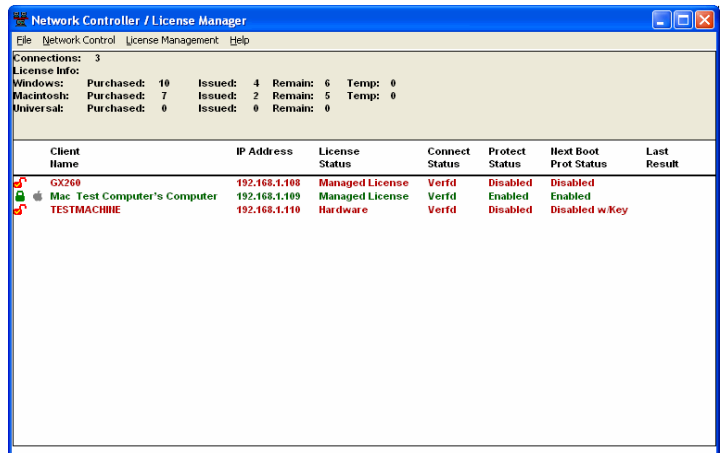 Network Controller / License Manager
File Network Control License Management Help
Connections: 3
License Info:
Windows: Purchased: 10 Issued: 4 Remain: 6 Temp: 0
Macintosh: Purchased: 7 Issued: 2 Remain: 5 Temp: 0
Universal: Purchased: 0 Issued: 0 Remain: 0
Client IP Address License Connect Protect Next Boot Last
Name Status Status Status Prot Status Result
GX260 192.168.1.108 Managed License Verfd Disabled Disabled
Mac Test Computer's Computer 192.168.1.109 Managed License Verfd Enabled Enabled
TESTMACHINE 192.168.1.110 Hardware Verfd Disabled Disabled w/Key